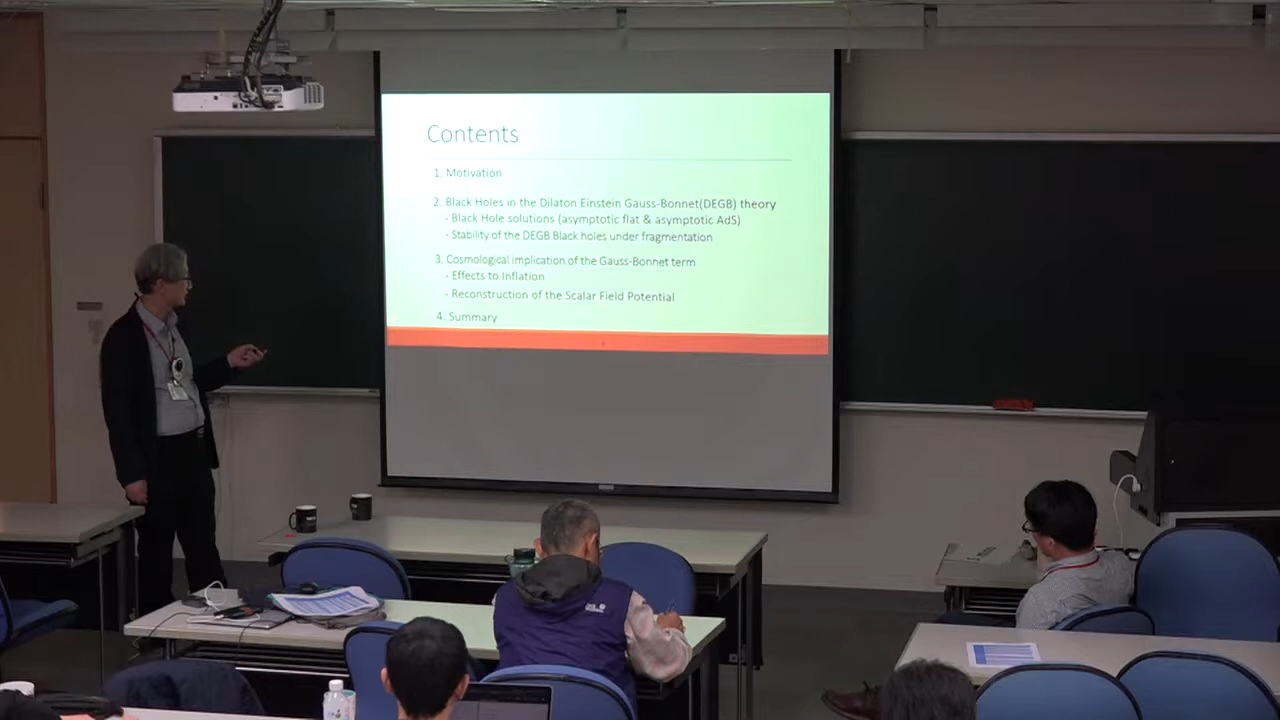 Contents
1. Motivation
2. Black Holes in the Dilaton Einstein Gauss-Bonnet(DEGB) theory
- Black Hole solutions (asymptotic flat & asymptotic AdS)
- Stability of the DEGB Black holes under fragmentation
3. Cosmological implication of the Gauss-Bonnet term
- Effects to Inflation
- Reconstruction of the Scalar Field Potential
4. Summary